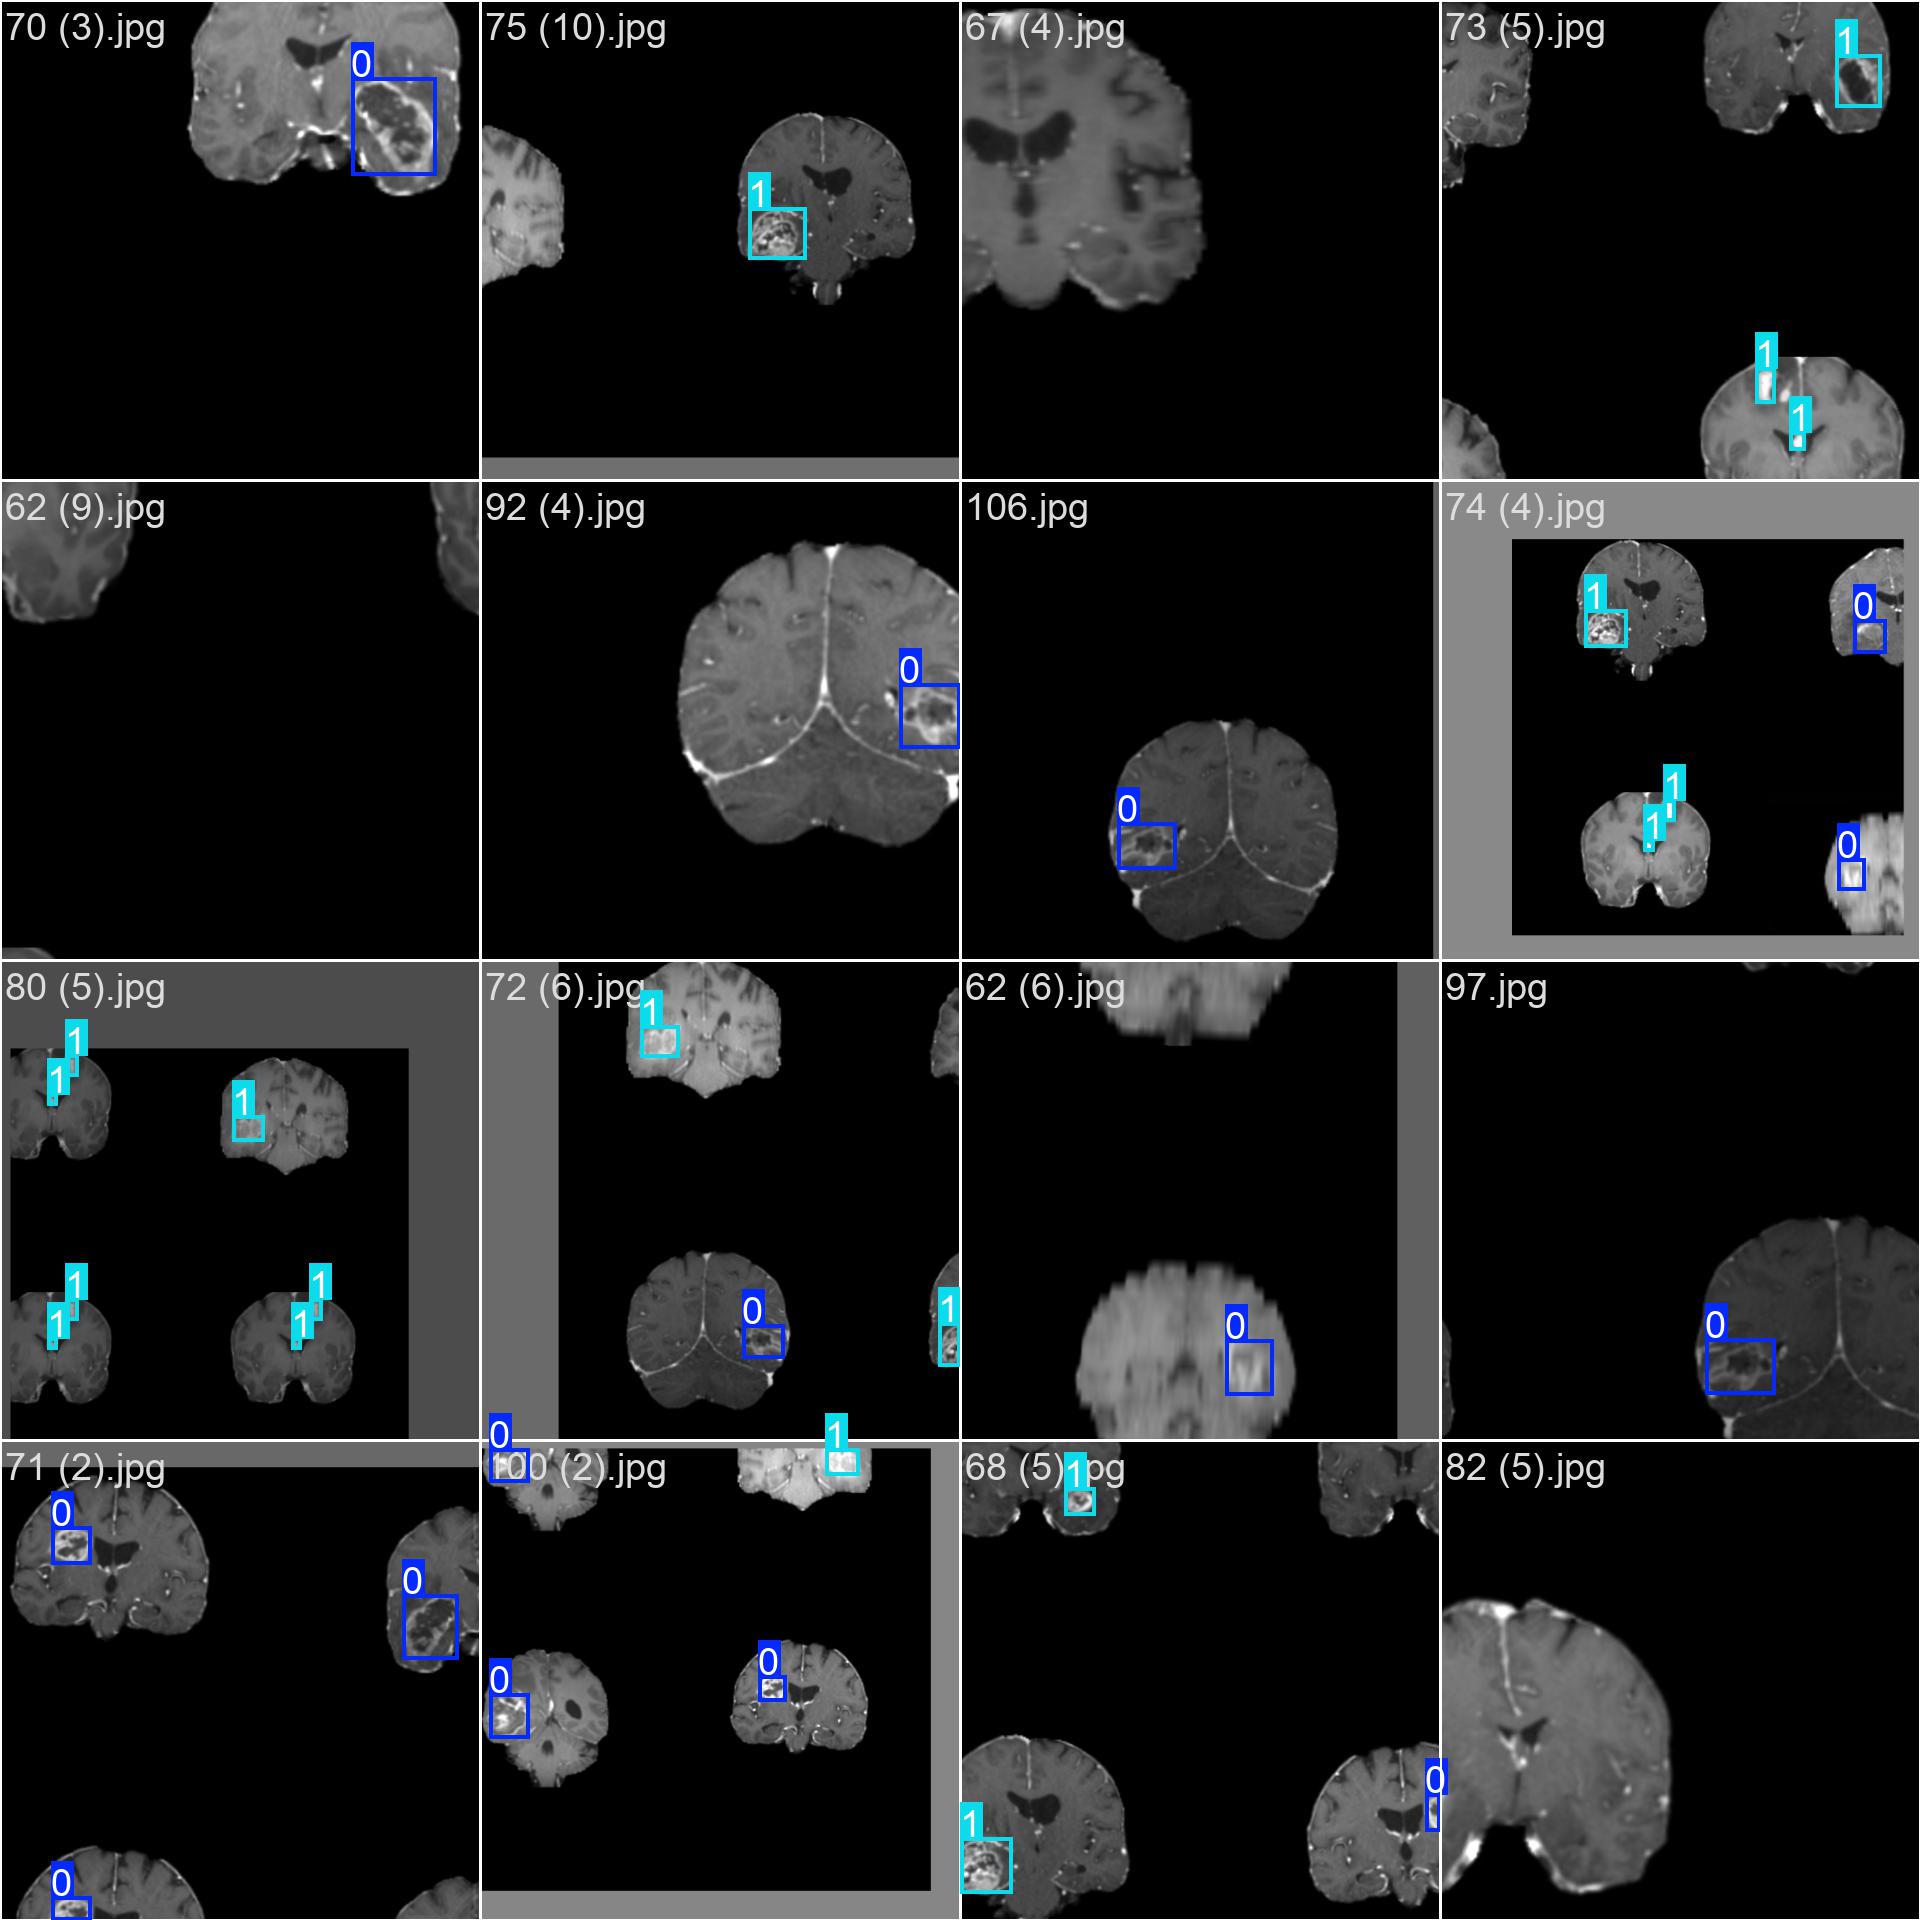 70 (3).jpg
0
75 (10).jpg
1
67 (4).jpg
73 (5).jpg
1
1
1
62 (9).jpg
92 (4).jpg
0
106.jpg
0
74 (4).jpg
1
0
1
1
0
80 (5).jpg
1
1
1
1
1
1
1
72 (6).jpg
1
0
1
62 (6).jpg
0
97.jpg
0
71 (2).jpg
0
0
0
100 (2).jpg
0
1
0
0
68 (5).jpg
1
1
0
82 (5).jpg